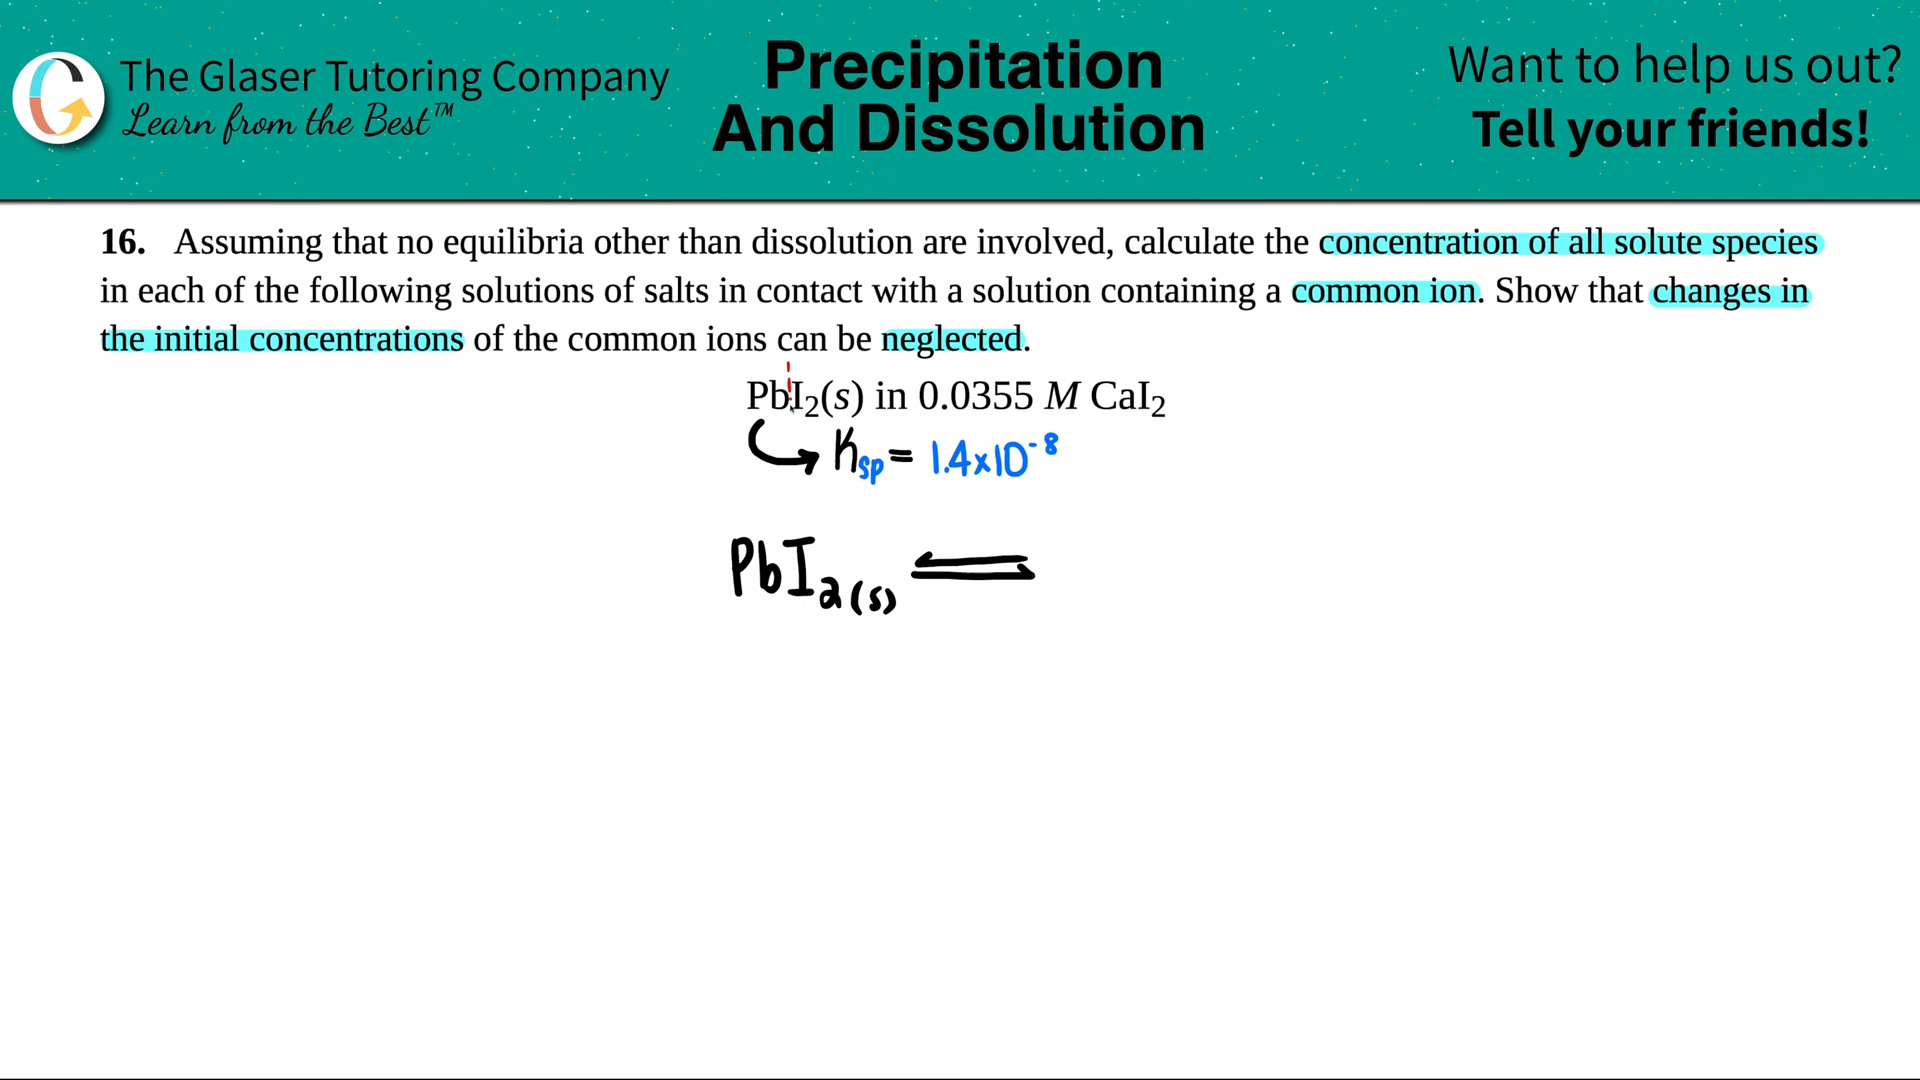 The Glaser Tutoring Company
Learn from the Best™
Precipitation
And Dissolution
Want to help us out?
Tell your friends!
16. Assuming that no equilibria other than dissolution are involved, calculate the concentration of all solute species
in each of the following solutions of salts in contact with a solution containing a common ion. Show that changes in
the initial concentrations of the common ions can be neglected.
PbI₂(s) in 0.0355 M CaI₂
Ksp = 1.4x10⁻⁸
PbI₂(s) ⇌